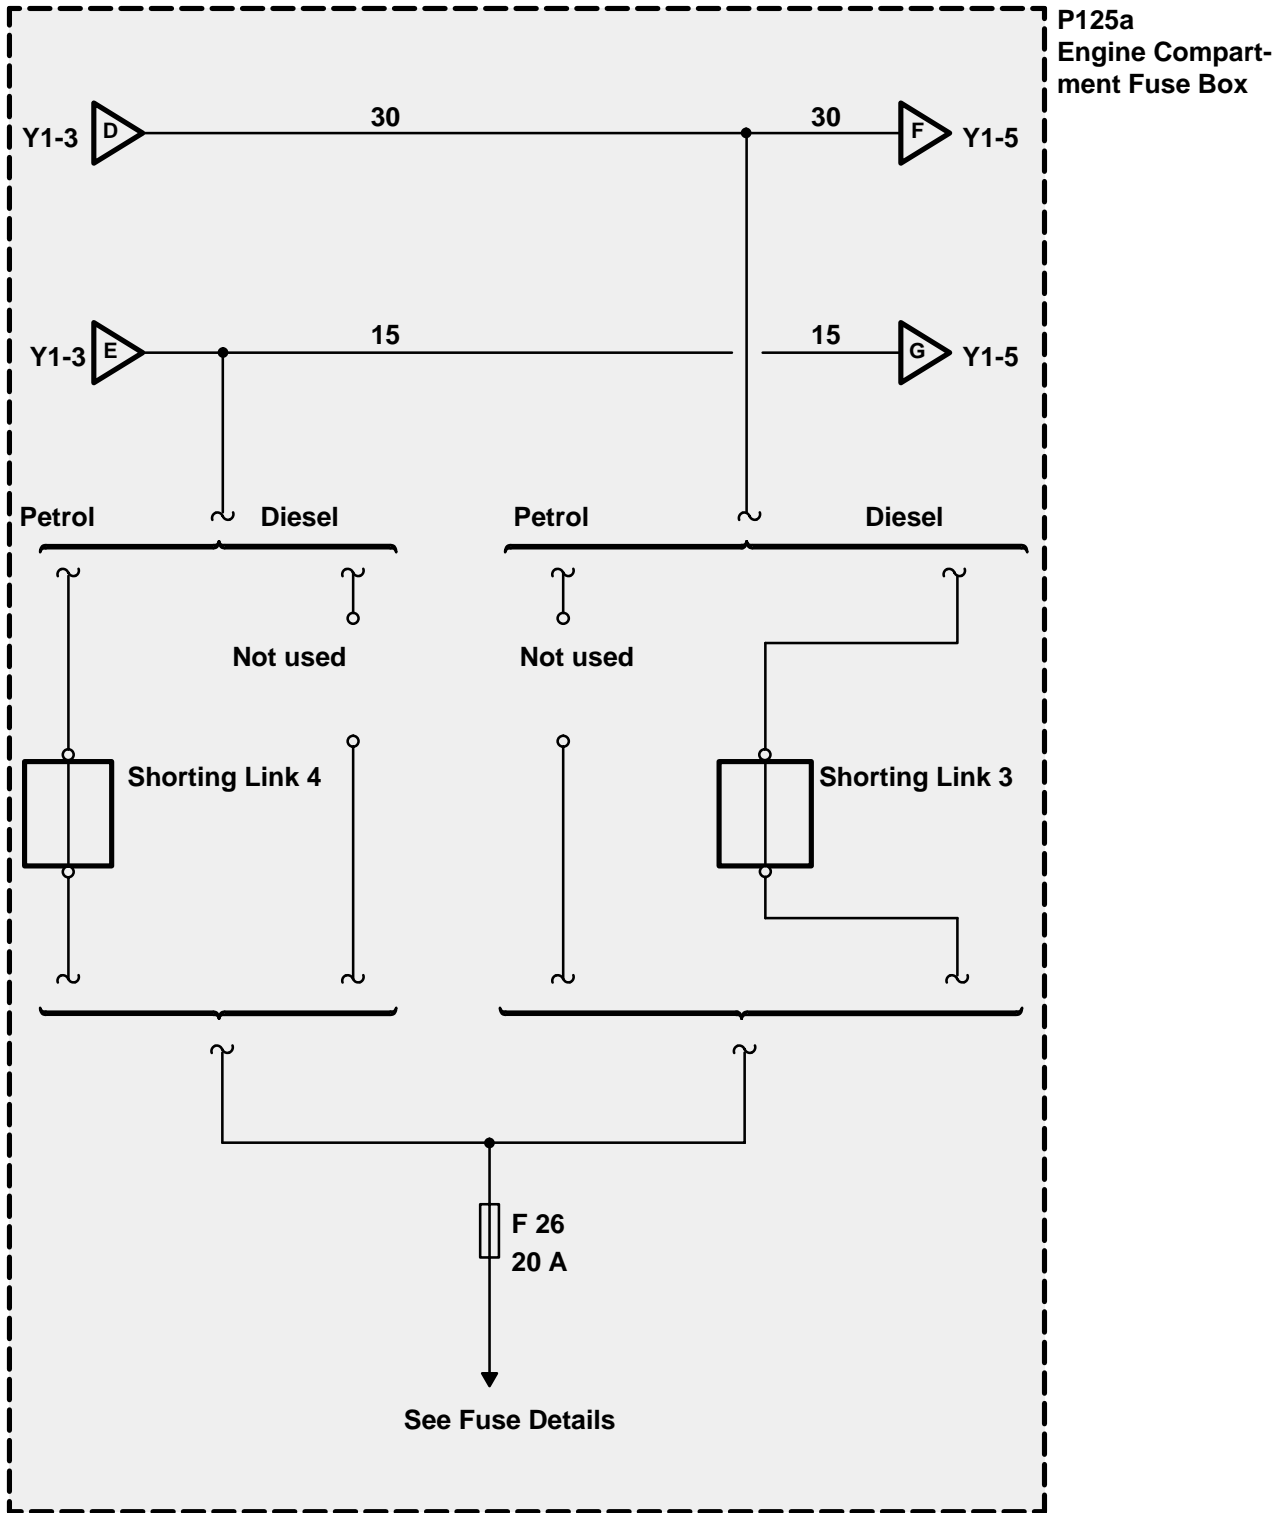 P125a
Engine Compart-
ment Fuse Box
Y1-3 D 30 30 F Y1-5
Y1-3 E 15 15 G Y1-5
Petrol Diesel Petrol Diesel
Not used Not used
Shorting Link 4 Shorting Link 3
F 26
20 A
See Fuse Details